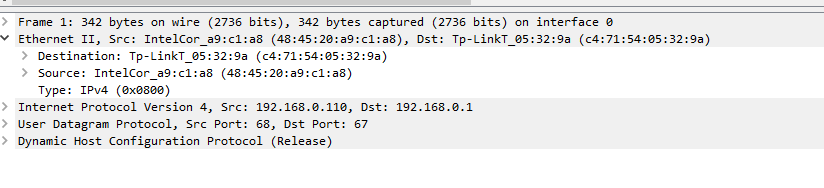 Frame 1: 342 bytes on wire (2736 bits), 342 bytes captured (2736 bits) on interface 0
Ethernet II, Src: IntelCor_a9:c1:a8 (48:45:20:a9:c1:a8), Dst: Tp-LinkT_05:32:9a (c4:71:54:05:32:9a)
Destination: Tp-LinkT_05:32:9a (c4:71:54:05:32:9a)
Source: IntelCor_a9:c1:a8 (48:45:20:a9:c1:a8)
Type: IPv4 (0x0800)
Internet Protocol Version 4, Src: 192.168.0.110, Dst: 192.168.0.1
User Datagram Protocol, Src Port: 68, Dst Port: 67
Dynamic Host Configuration Protocol (Release)